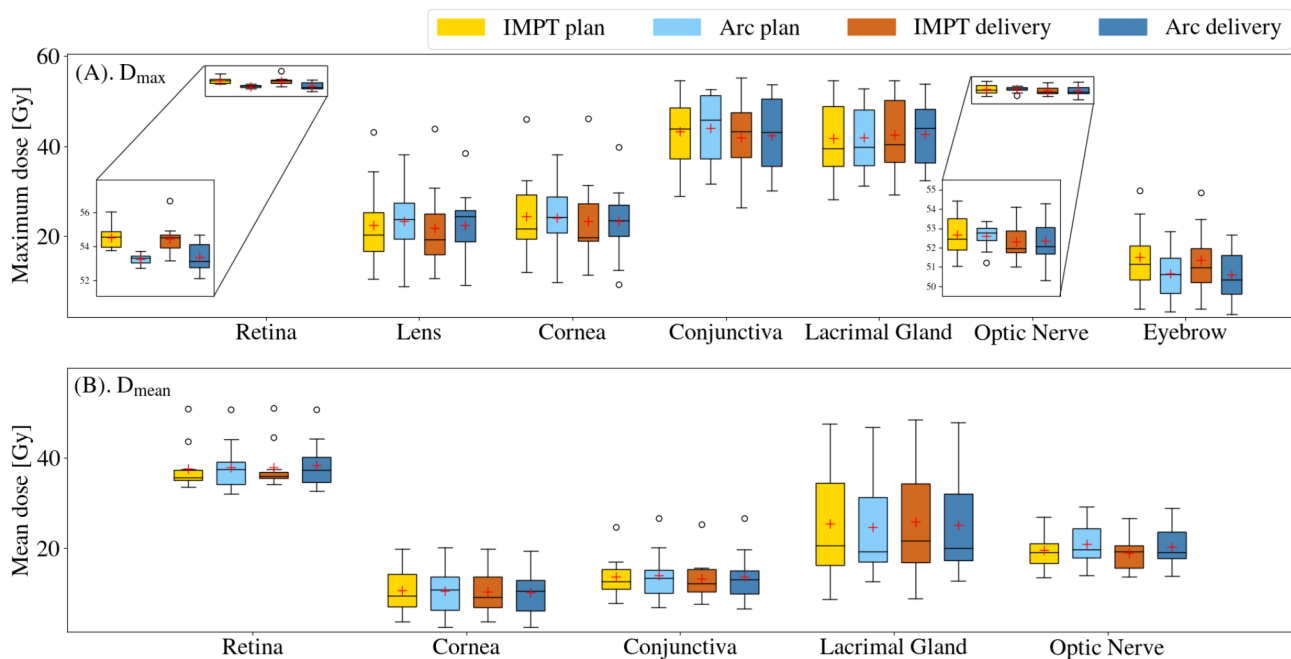 IMPT plan Arc plan IMPT delivery Arc delivery
(A). Dmax
Maximum dose [Gy]
60
40
20
56
54
52
55
54
53
52
51
50
Retina Lens Cornea Conjunctiva Lacrimal Gland Optic Nerve Eyebrow
(B). Dmean
Mean dose [Gy]
40
20
Retina Cornea Conjunctiva Lacrimal Gland Optic Nerve